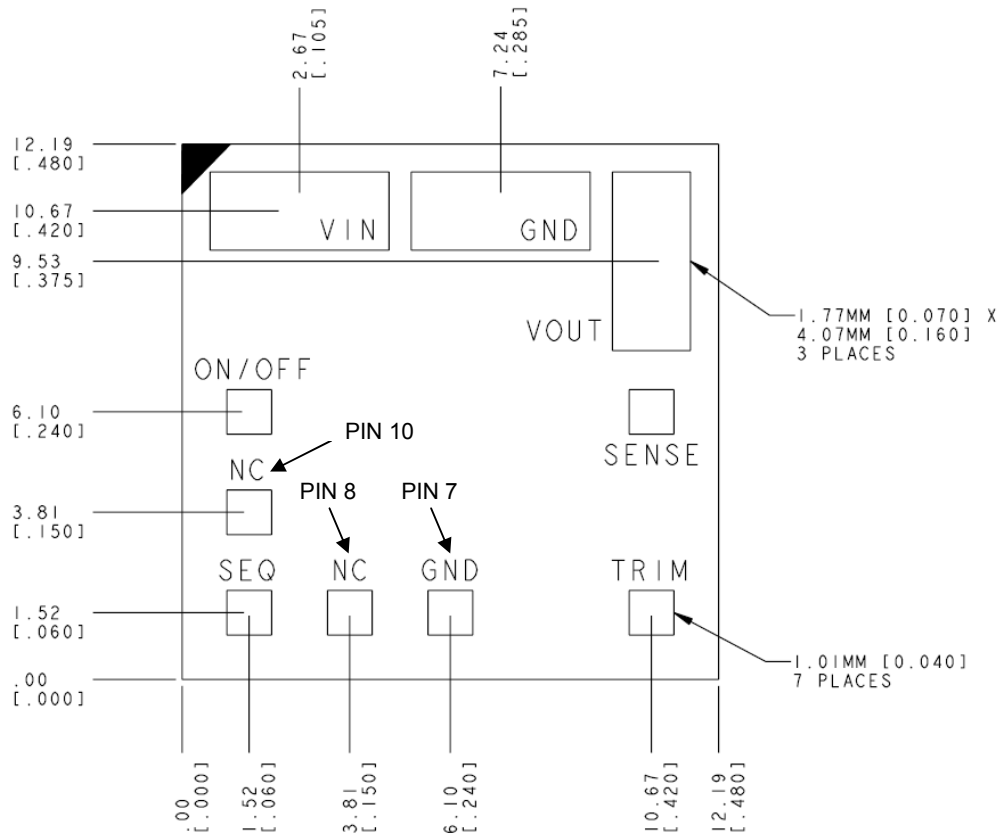 2.67
[.105]
7.24
[.285]
12.19
[.480]
10.67
[.420]
VIN
GND
9.53
[.375]
1.77MM [0.070] X
4.07MM [0.160]
3 PLACES
VOUT
ON/OFF
6.10
[.240]
PIN 10
SENSE
NC
PIN 8
PIN 7
3.81
[.150]
SEQ
NC
GND
TRIM
1.52
[.060]
1.01MM [0.040]
7 PLACES
.00
[.000]
.00
[.000]
1.52
[.060]
3.81
[.150]
6.10
[.240]
10.67
[.420]
12.19
[.480]